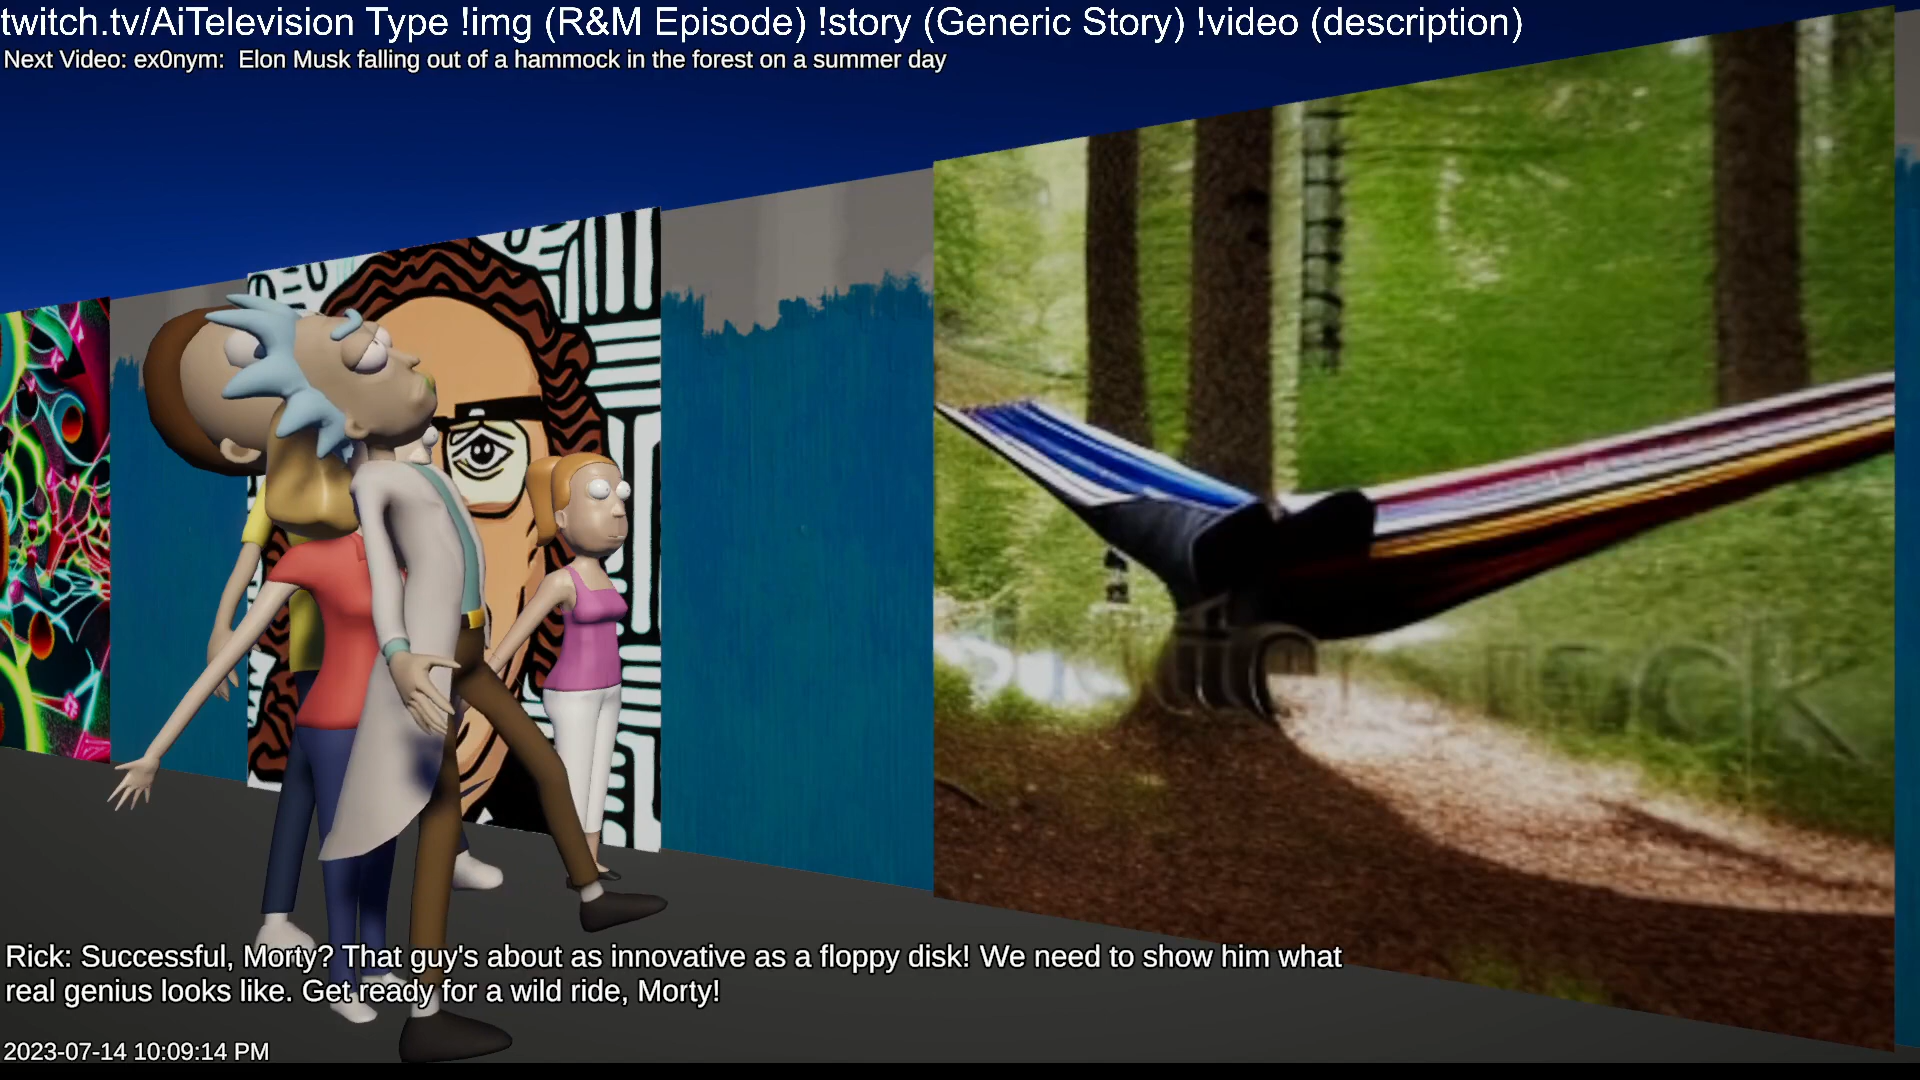 twitch.tv/AiTelevision Type !img (R&M Episode) !story (Generic Story) !video (description)
Next Video: ex0nym:  Elon Musk falling out of a hammock in the forest on a summer day
Rick: Successful, Morty? That guy's about as innovative as a floppy disk! We need to show him what
real genius looks like. Get ready for a wild ride, Morty!
2023-07-14 10:09:14 PM